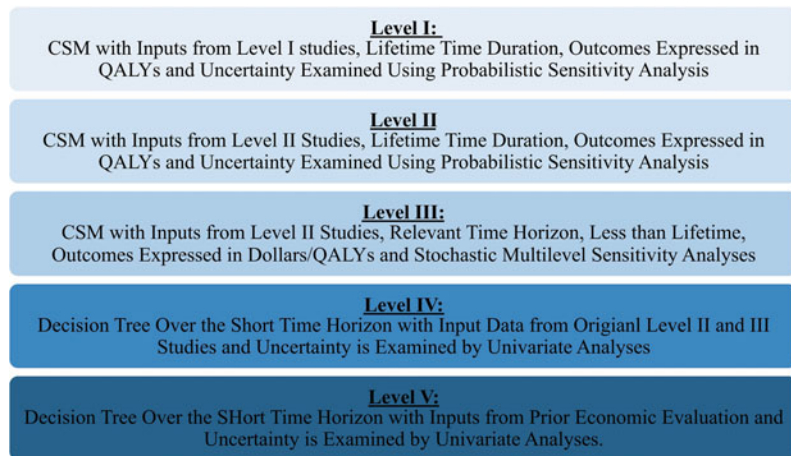 Level I:
CSM with Inputs from Level I studies, Lifetime Time Duration, Outcomes Expressed in
QALYs and Uncertainty Examined Using Probabilistic Sensitivity Analysis
Level II
CSM with Inputs from Level II Studies, Lifetime Time Duration, Outcomes Expressed in
QALYs and Uncertainty Examined Using Probabilistic Sensitivity Analysis
Level III:
CSM with Inputs from Level II Studies, Relevant Time Horizon, Less than Lifetime,
Outcomes Expressed in Dollars/QALYs and Stochastic Multilevel Sensitivity Analyses
Level IV:
Decision Tree Over the Short Time Horizon with Input Data from Origianl Level II and III
Studies and Uncertainty is Examined by Univariate Analyses
Level V:
Decision Tree Over the SHort Time Horizon with Inputs from Prior Economic Evaluation and
Uncertainty is Examined by Univariate Analyses.